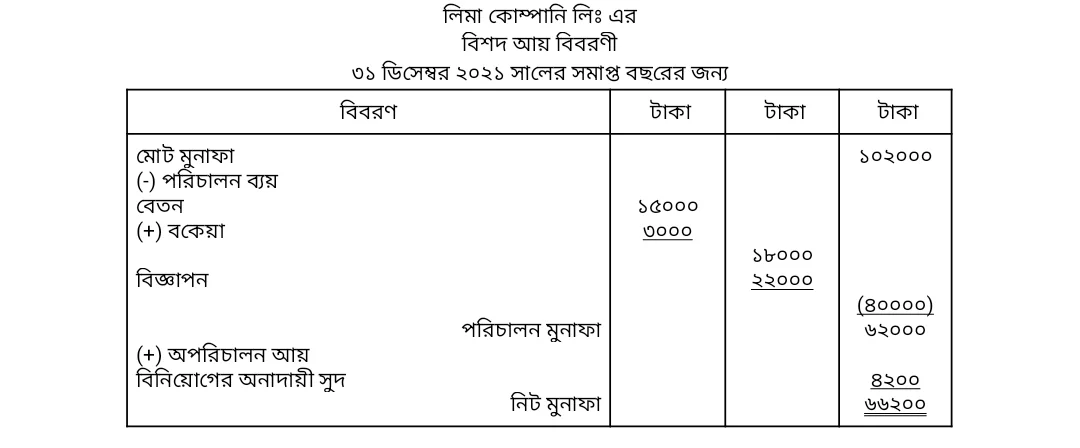 লিমা কোম্পানি লিঃ এর
বিশদ আয় বিবরণী
৩১ ডিসেম্বর ২০২১ সালের সমাপ্ত বছরের জন্য
বিবরণ টাকা টাকা টাকা
মোট মুনাফা ১০২০০০
(-) পরিচালন ব্যয়
বেতন ১৫০০০
(+) বকেয়া ৩০০০
১৮০০০
বিজ্ঞাপন ২২০০০
(৪০০০০)
পরিচালন মুনাফা ৬২০০০
(+) অপরিচালন আয়
বিনিয়োগের অনাদায়ী সুদ ৪২০০
নিট মুনাফা ৬৬২০০